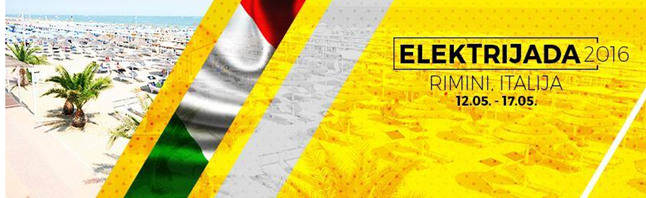 ELEKTRIJADA 2016
RIMINI, ITALIJA
12.05. - 17.05.